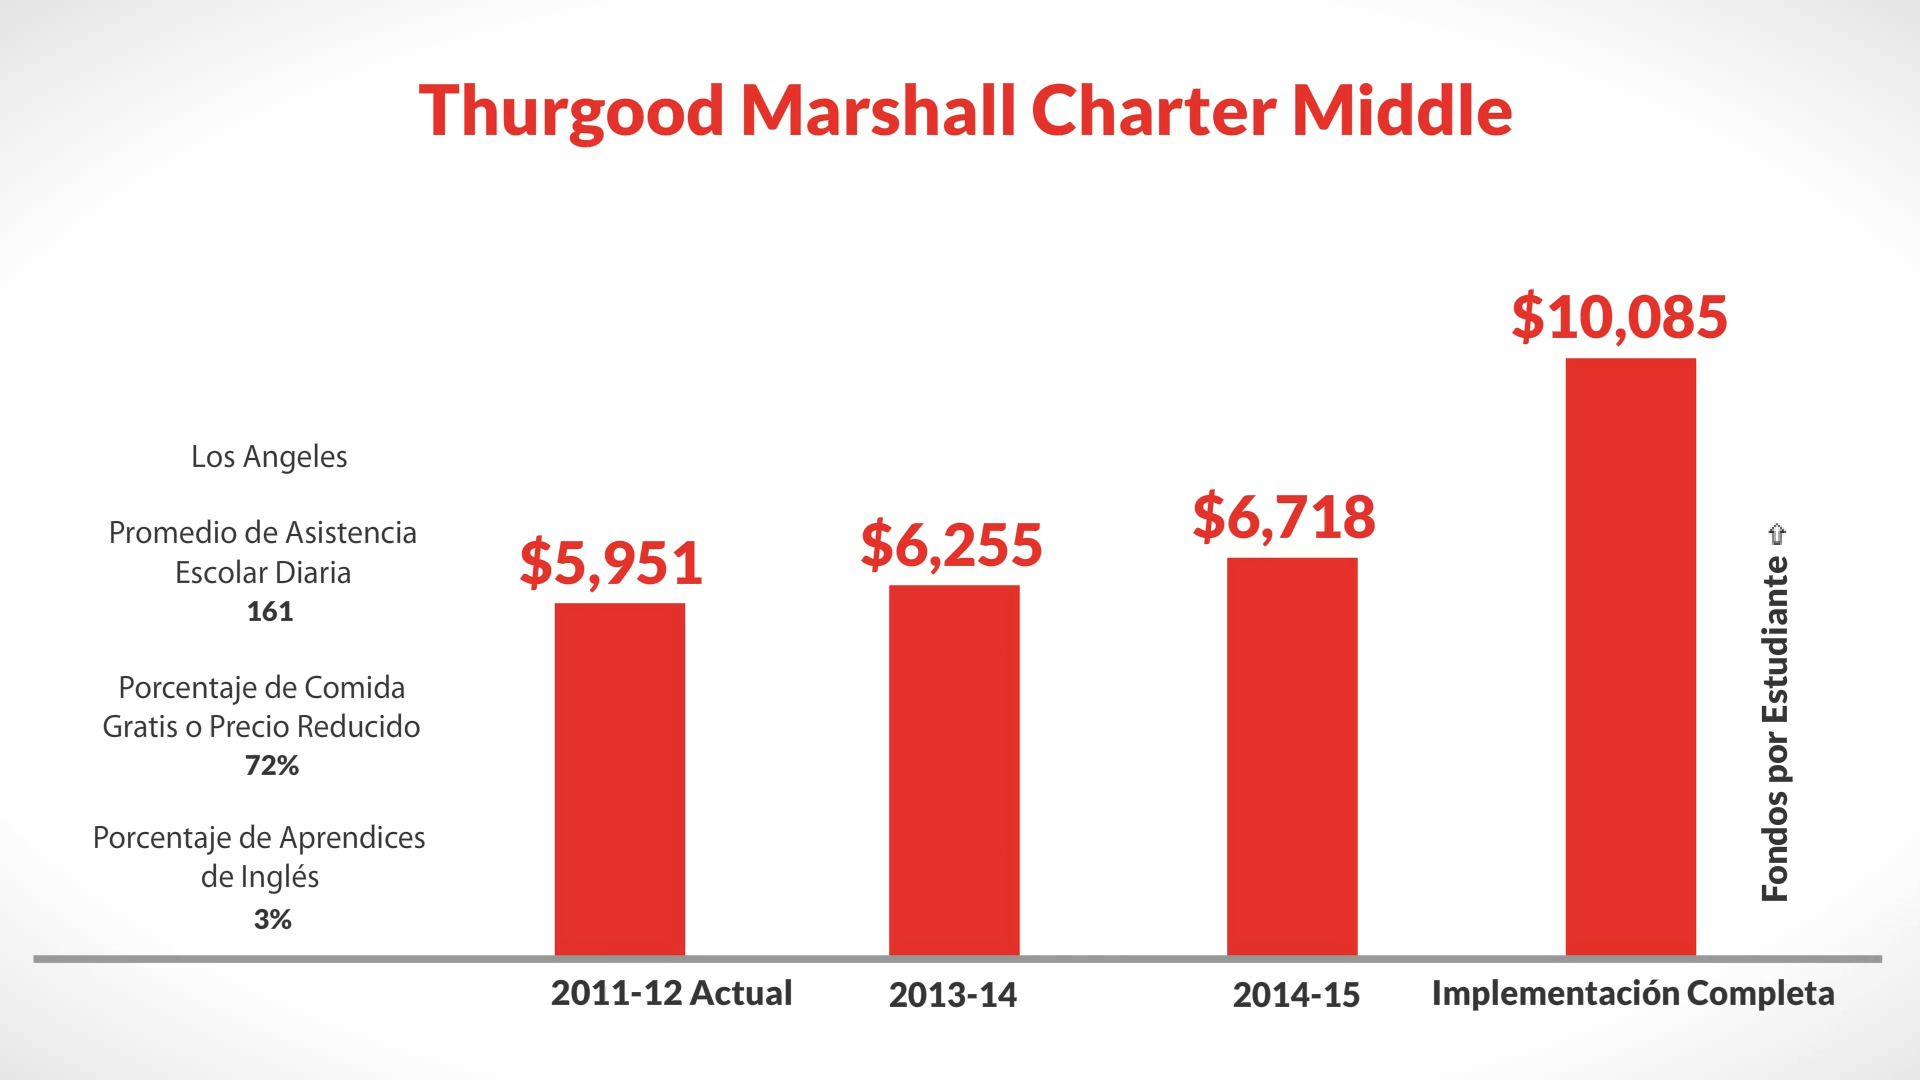 Thurgood Marshall Charter Middle
Los Angeles
Promedio de Asistencia
Escolar Diaria
161
Porcentaje de Comida
Gratis o Precio Reducido
72%
Porcentaje de Aprendices
de Inglés
3%
$5,951
$6,255
$6,718
$10,085
Fondos por Estudiante ⇧
2011-12 Actual
2013-14
2014-15
Implementación Completa